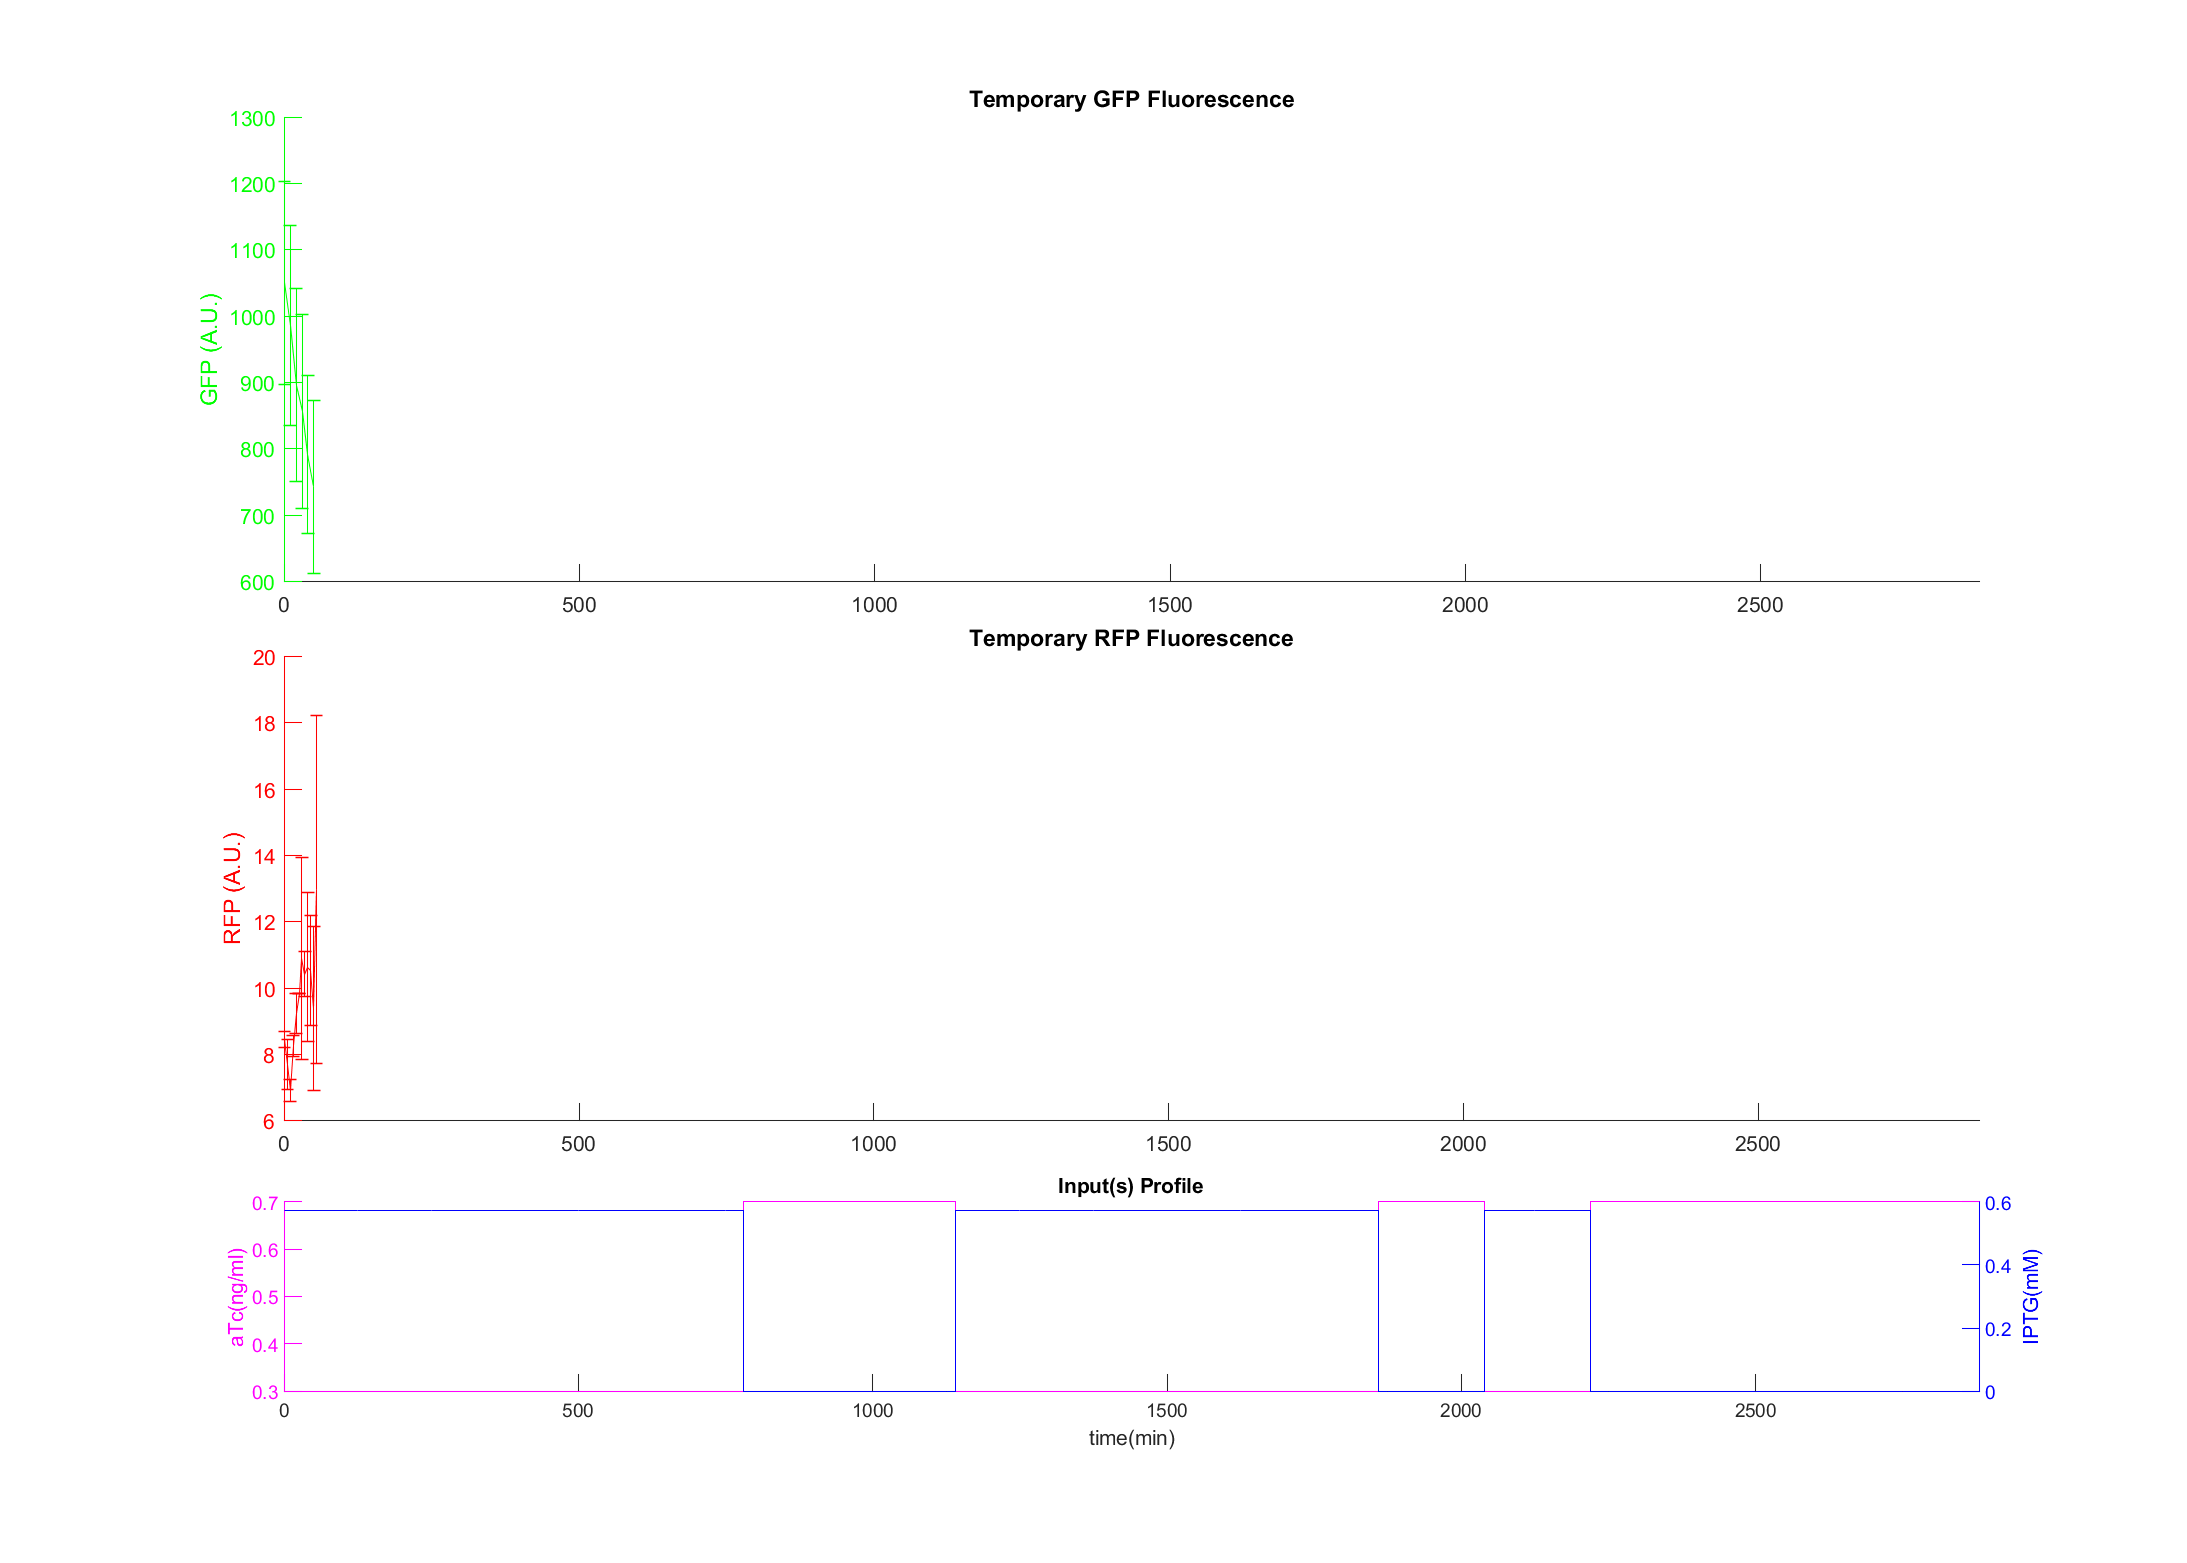 Temporary GFP Fluorescence
1300
1200
1100
1000
900
800
700
600
GFP (A.U.)
0 500 1000 1500 2000 2500
Temporary RFP Fluorescence
20
18
16
14
12
10
8
6
RFP (A.U.)
0 500 1000 1500 2000 2500
Input(s) Profile
0.7
0.6
0.5
0.4
0.3
aTc(ng/ml)
0.6
0.4
0.2
0
IPTG(mM)
0 500 1000 1500 2000 2500
time(min)